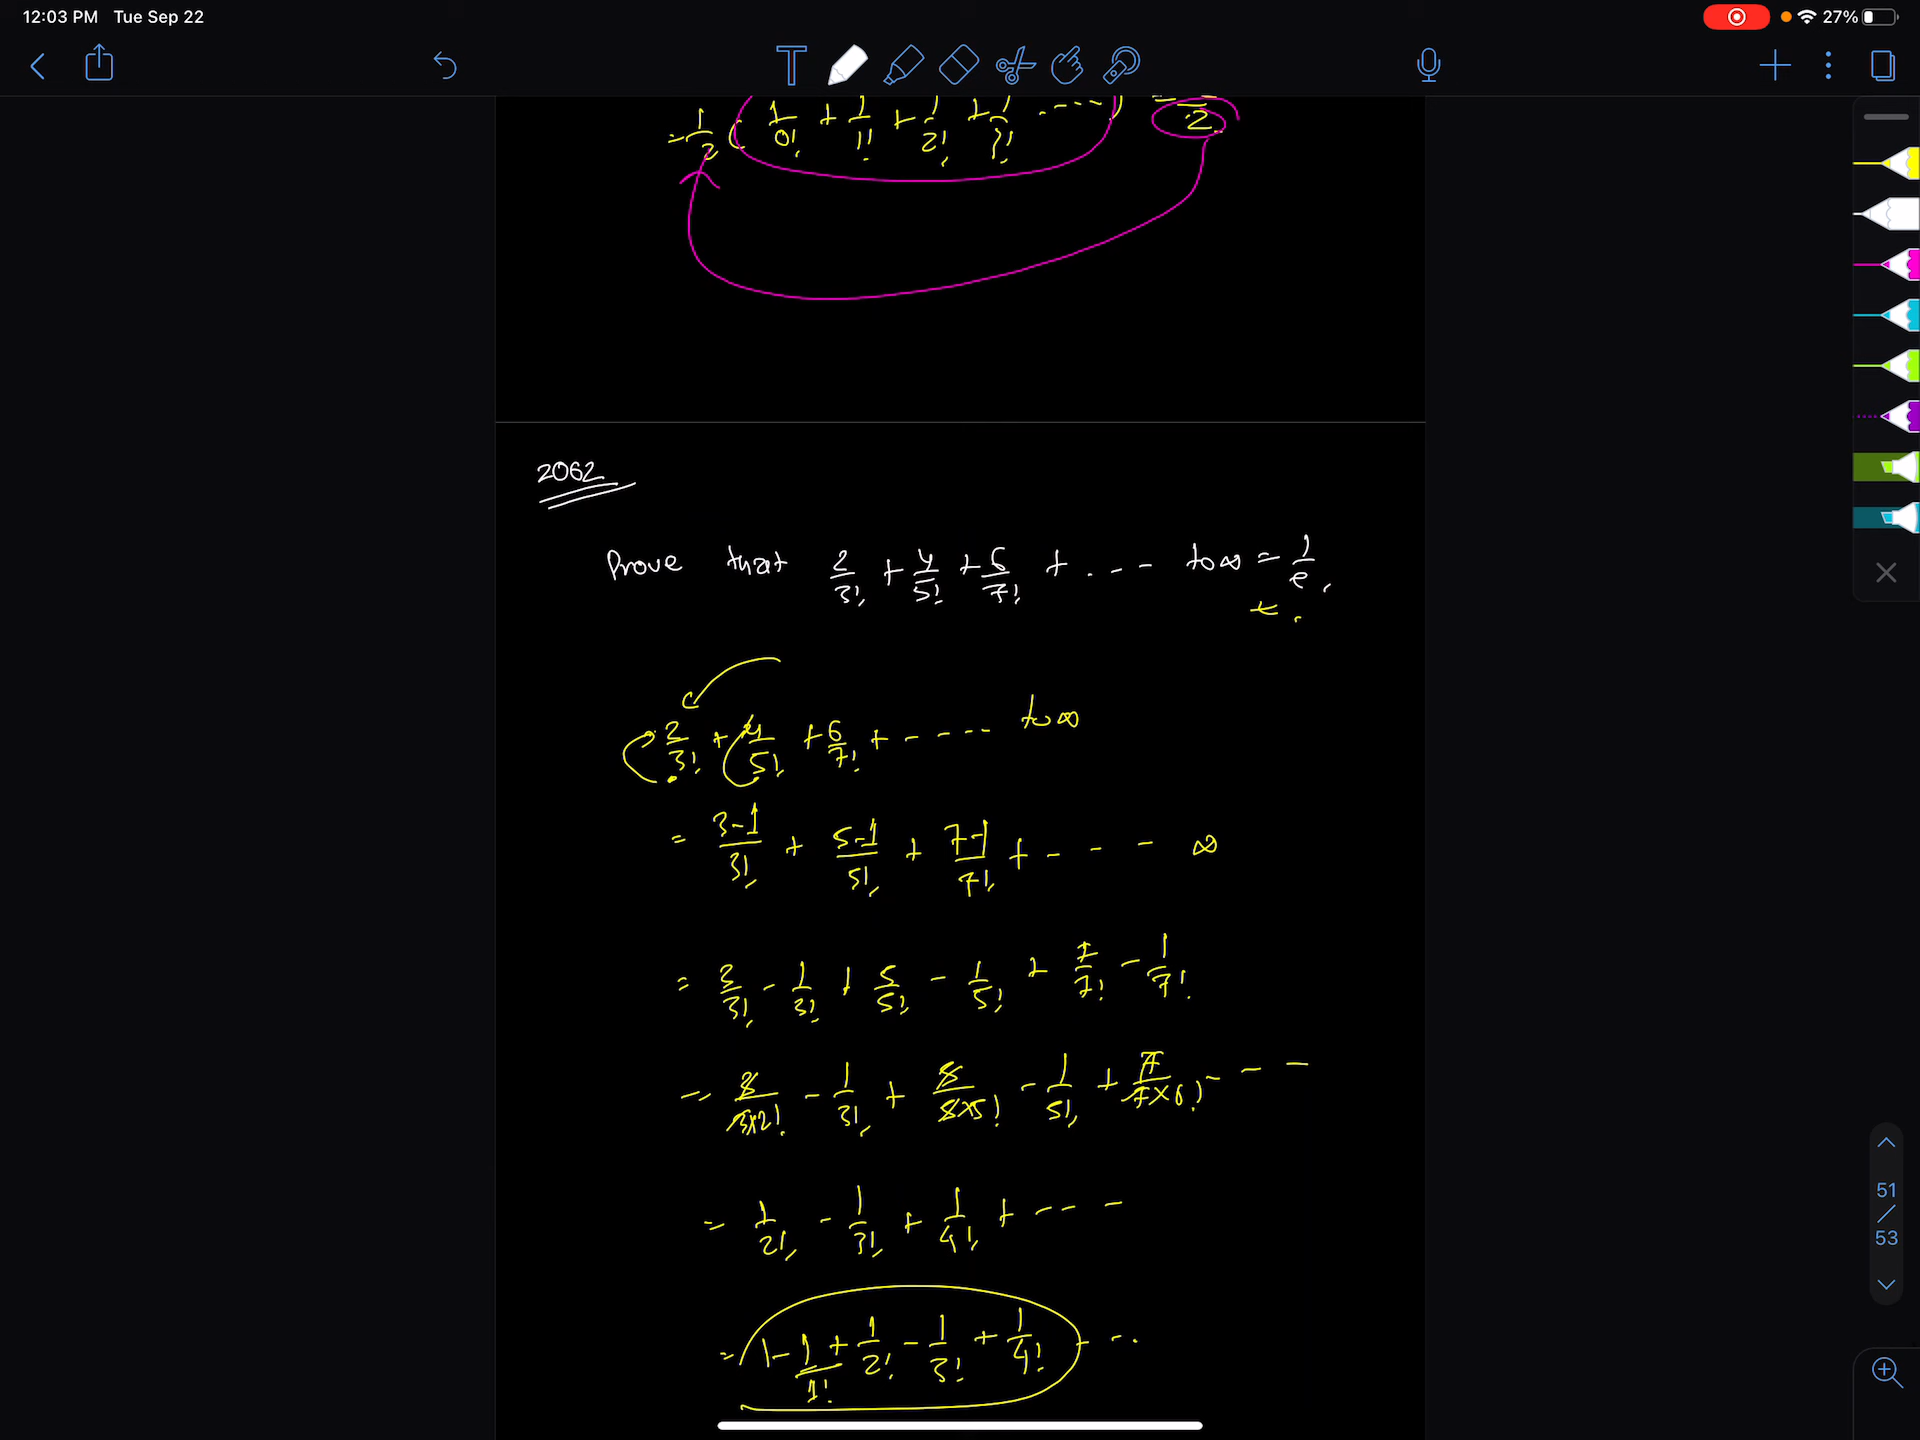 12:03 PM Tue Sep 22
27%
= 1/2 ( 1/0! + 1/1! + 1/2! + 1/3! ---- )
2
2062
Prove that 2/3! + 4/5! + 6/7! + . -- to ∞ = 1/e
2/3! + 4/5! + 6/7! + ---- to ∞
= 3-1/3! + 5-1/5! + 7-1/7! + - - - ∞
= 3/3! - 1/3! + 5/5! - 1/5! + 7/7! - 1/7!
= 3/3×2! - 1/3! + 5/5×5! - 1/5! + 7/7×6! - - -
= 1/2! - 1/3! + 1/4! + -- -
= 1 - 1/1! + 1/2! - 1/3! + 1/4! - -.
51
/
53